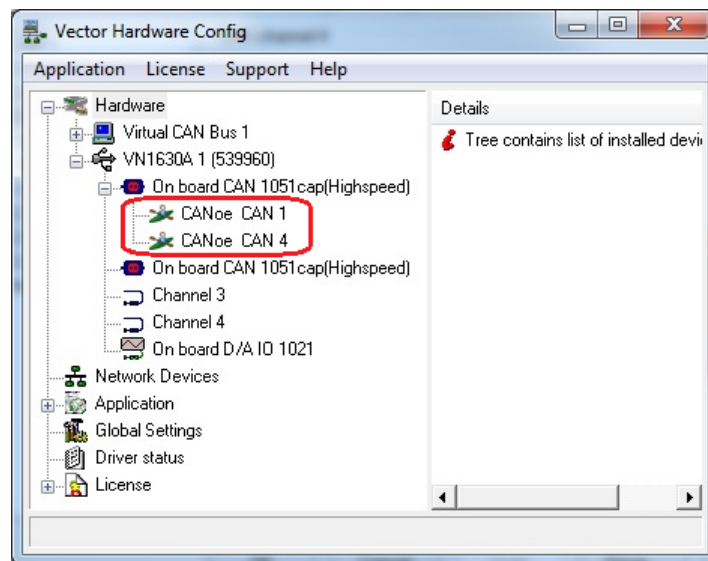 Vector Hardware Config
Application License Support Help
Hardware
Virtual CAN Bus 1
VN1630A 1 (539960)
On board CAN 1051cap(Highspeed)
CANoe CAN 1
CANoe CAN 4
On board CAN 1051cap(Highspeed)
Channel 3
Channel 4
On board D/A IO 1021
Network Devices
Application
Global Settings
Driver status
License
Details
Tree contains list of installed devi